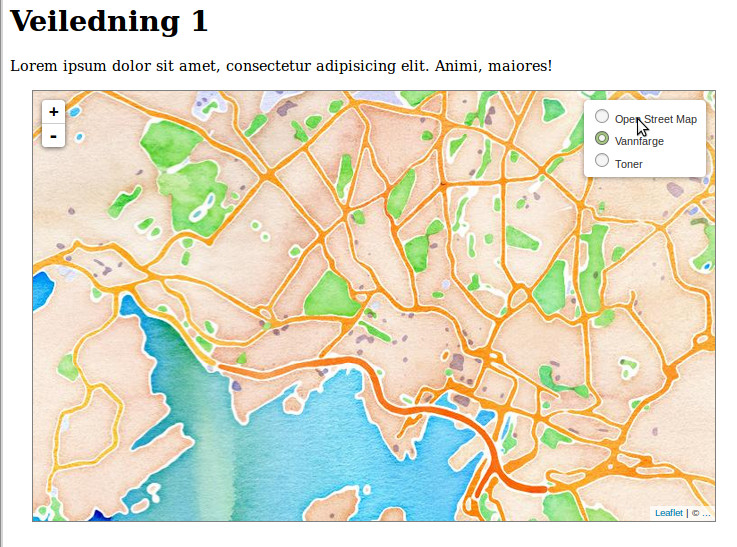 Veiledning 1
Lorem ipsum dolor sit amet, consectetur adipisicing elit. Animi, maiores!
+
-
Open Street Map
Vannfarge
Toner
Leaflet | © ...